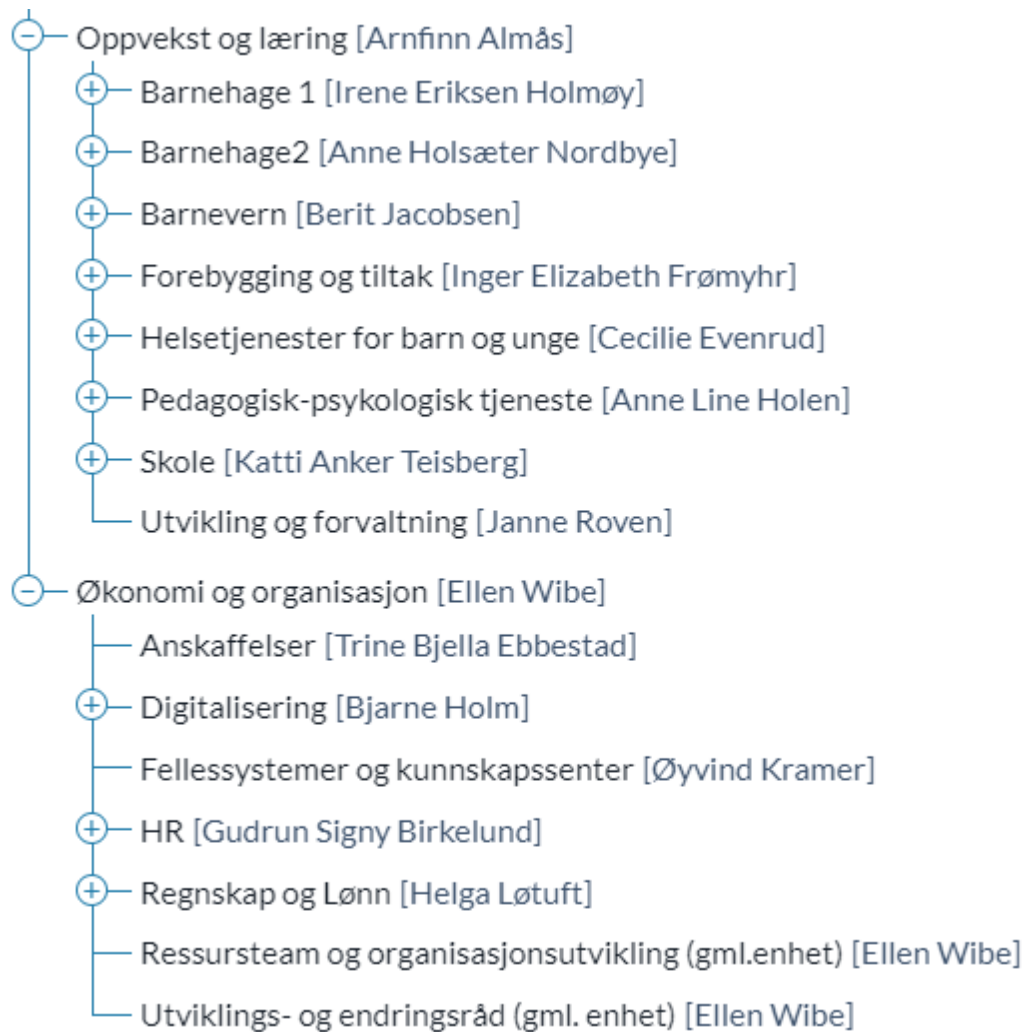 Oppvekst og læring [Arnfinn Almås]
Barnehage 1 [Irene Eriksen Holmøy]
Barnehage2 [Anne Holsæter Nordbye]
Barnevern [Berit Jacobsen]
Forebygging og tiltak [Inger Elizabeth Frømyhr]
Helsetjenester for barn og unge [Cecilie Evenrud]
Pedagogisk-psykologisk tjeneste [Anne Line Holen]
Skole [Katti Anker Teisberg]
Utvikling og forvaltning [Janne Roven]
Økonomi og organisasjon [Ellen Wibe]
Anskaffelser [Trine Bjella Ebbestad]
Digitalisering [Bjarne Holm]
Fellessystemer og kunnskapssenter [Øyvind Kramer]
HR [Gudrun Signy Birkelund]
Regnskap og Lønn [Helga Løtuft]
Ressursteam og organisasjonsutvikling (gml.enhet) [Ellen Wibe]
Utviklings- og endringsråd (gml. enhet) [Ellen Wibe]